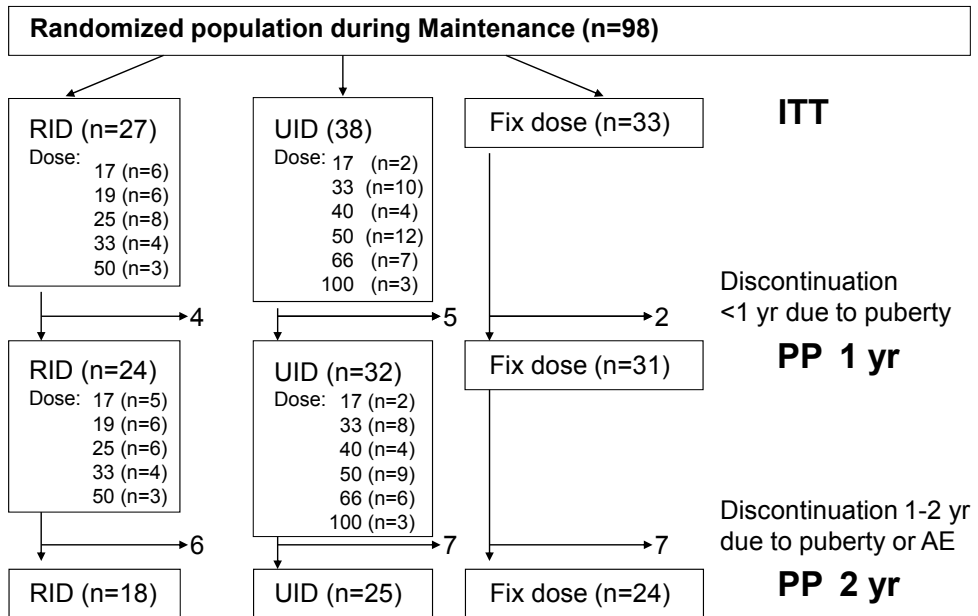 Randomized population during Maintenance (n=98)
RID (n=27)
Dose:
17 (n=6)
19 (n=6)
25 (n=8)
33 (n=4)
50 (n=3)
UID (38)
Dose:
17 (n=2)
33 (n=10)
40 (n=4)
50 (n=12)
66 (n=7)
100 (n=3)
Fix dose (n=33)
ITT
4
5
2
Discontinuation
<1 yr due to puberty
PP 1 yr
RID (n=24)
Dose: 17 (n=5)
19 (n=6)
25 (n=6)
33 (n=4)
50 (n=3)
UID (n=32)
Dose: 17 (n=2)
33 (n=8)
40 (n=4)
50 (n=9)
66 (n=6)
100 (n=3)
Fix dose (n=31)
6
7
7
Discontinuation 1-2 yr
due to puberty or AE
PP 2 yr
RID (n=18)
UID (n=25)
Fix dose (n=24)